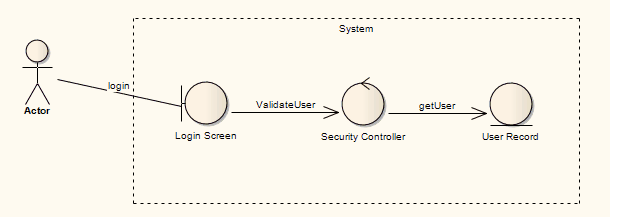 System
login
ValidateUser
getUser
Actor
Login Screen
Security Controller
User Record